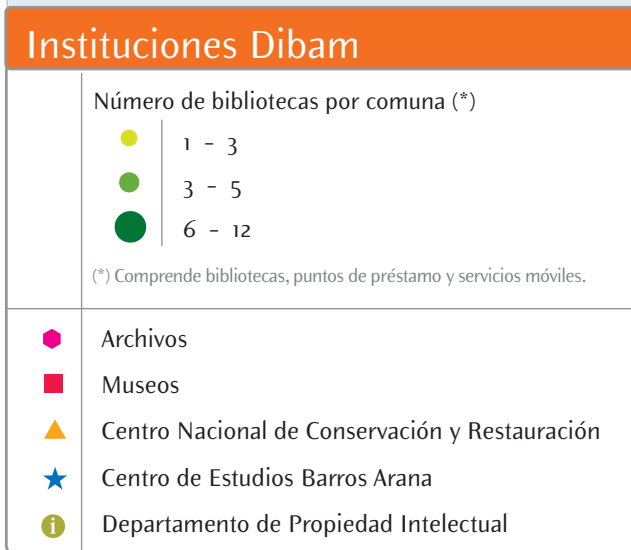 Instituciones Dibam
Número de bibliotecas por comuna (*)
1 - 3
3 - 5
6 - 12
(*) Comprende bibliotecas, puntos de préstamo y servicios móviles.
Archivos
Museos
Centro Nacional de Conservación y Restauración
Centro de Estudios Barros Arana
i Departamento de Propiedad Intelectual